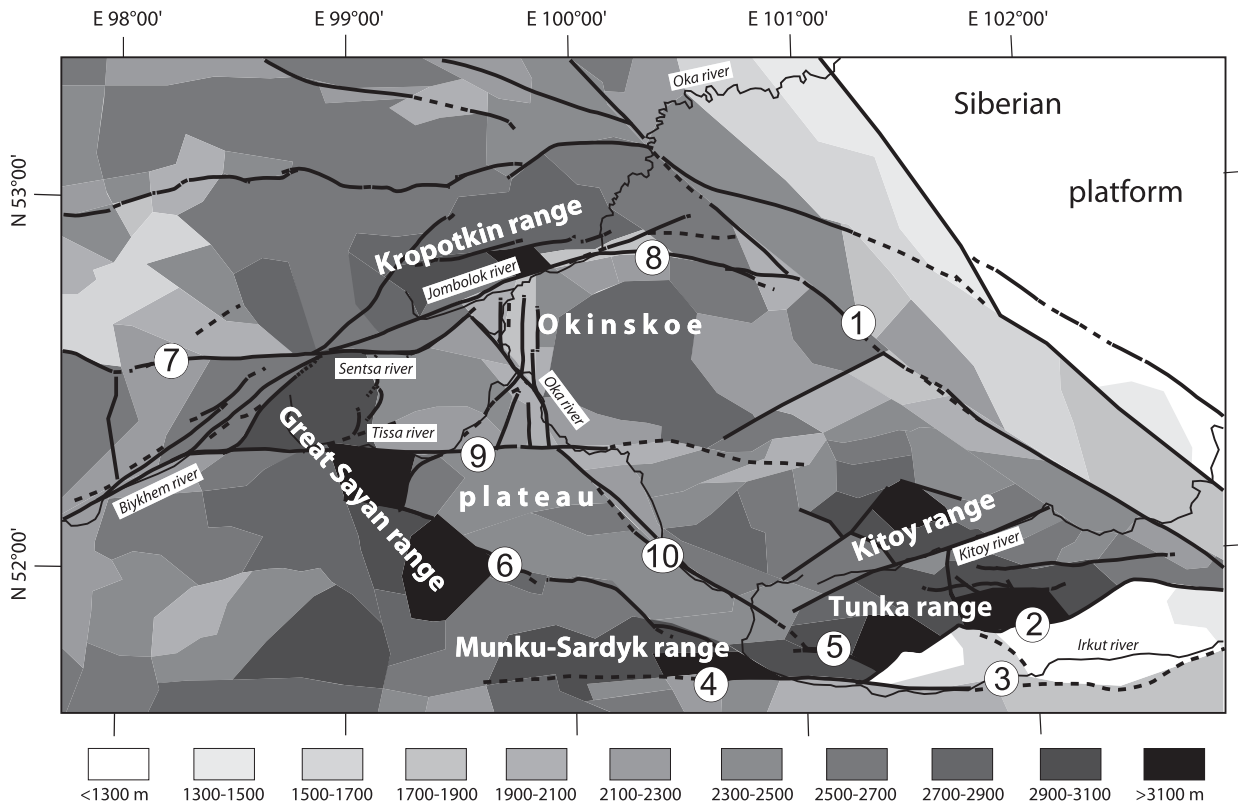 E 98°00' E 99°00' E 100°00' E 101°00' E 102°00'
Oka river
Siberian
platform
N 53°00'
Kropotkin range
Jombolok river
8
Okinskoe
1
7
Sentsa river
Oka river
Great Sayan range
Tissa river
9
Biykhem river
plateau
Kitoy range
N 52°00'
10
6
Kitoy river
Tunka range
2
Munku-Sardyk range
5
Irkut river
4
3
<1300 m 1300-1500 1500-1700 1700-1900 1900-2100 2100-2300 2300-2500 2500-2700 2700-2900 2900-3100 >3100 m